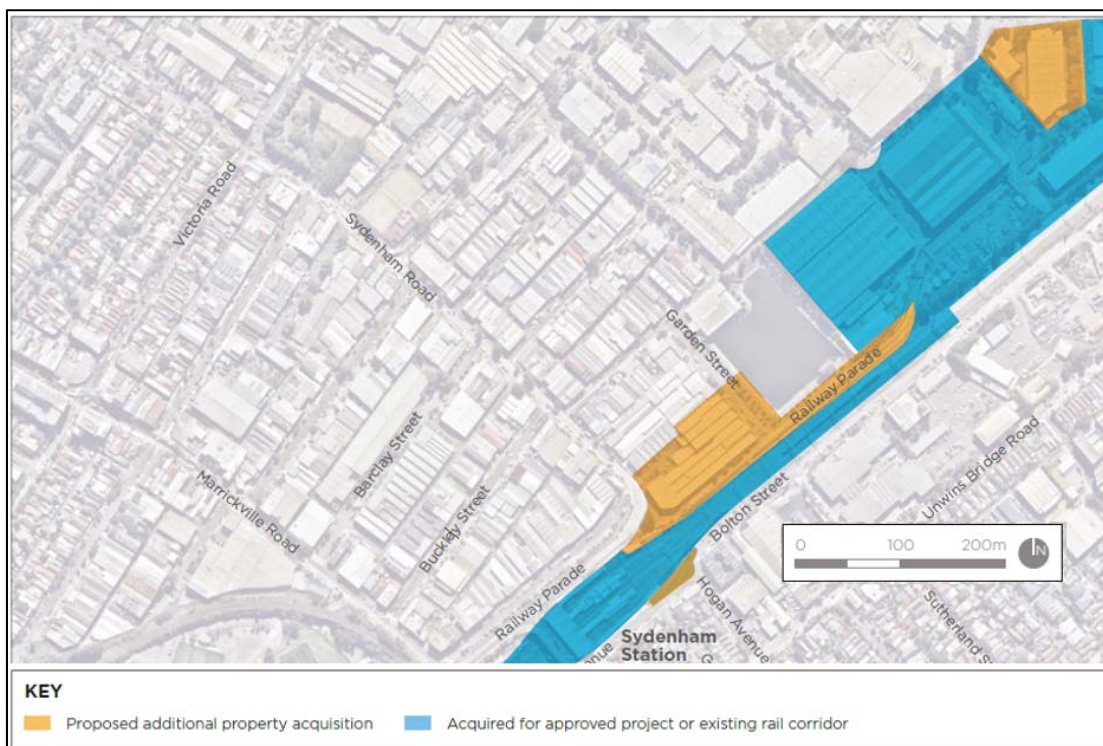 Victoria Road
Sydenham Road
Garden Street
Railway Parade
Barclay Street
Marrickville Road
Buckley Street
Bolton Street
Unwins Bridge Road
0 100 200m
N
Railway Parade
Hogan Avenue
Sutherland S
Sydenham
Station
enue
G
KEY
Proposed additional property acquisition
Acquired for approved project or existing rail corridor